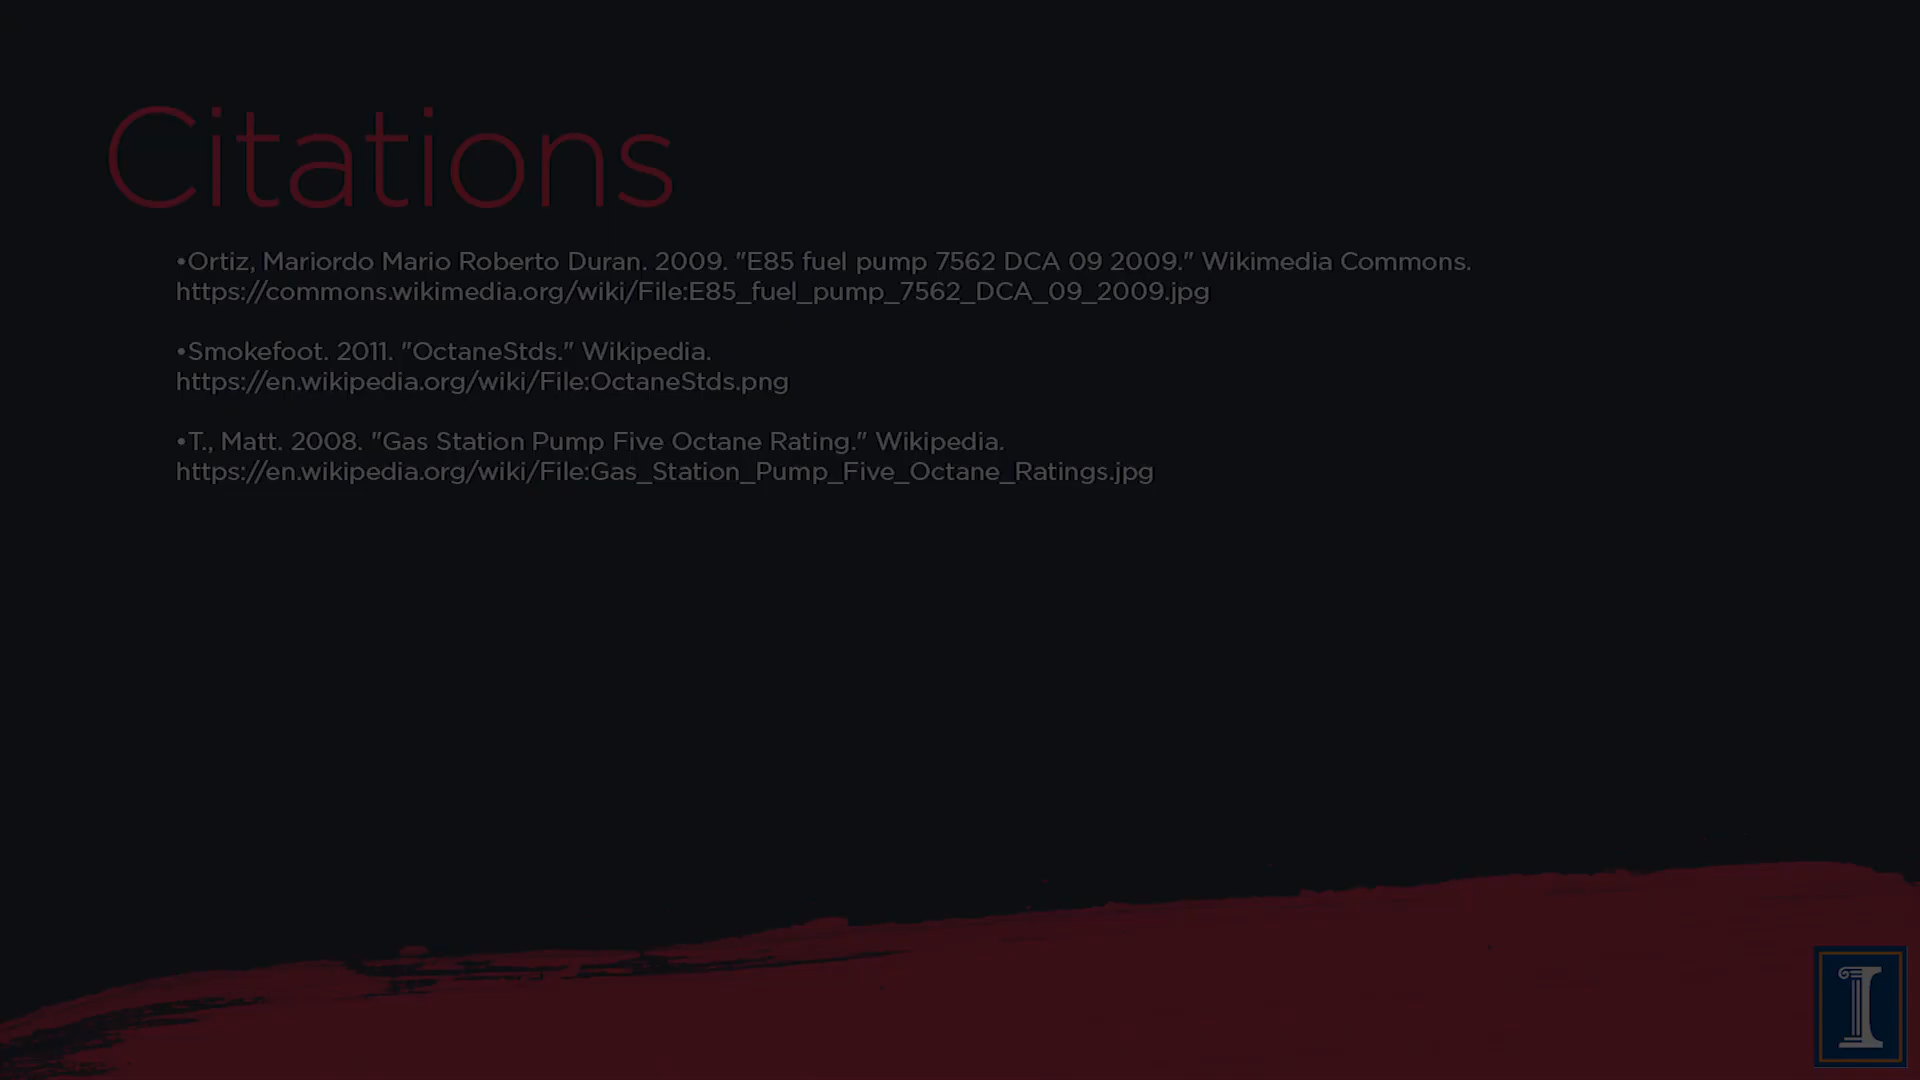 Citations
•Ortiz, Mariordo Mario Roberto Duran. 2009. "E85 fuel pump 7562 DCA 09 2009." Wikimedia Commons.
https://commons.wikimedia.org/wiki/File:E85_fuel_pump_7562_DCA_09_2009.jpg
•Smokefoot. 2011. "OctaneStds." Wikipedia.
https://en.wikipedia.org/wiki/File:OctaneStds.png
•T., Matt. 2008. "Gas Station Pump Five Octane Rating." Wikipedia.
https://en.wikipedia.org/wiki/File:Gas_Station_Pump_Five_Octane_Ratings.jpg
I